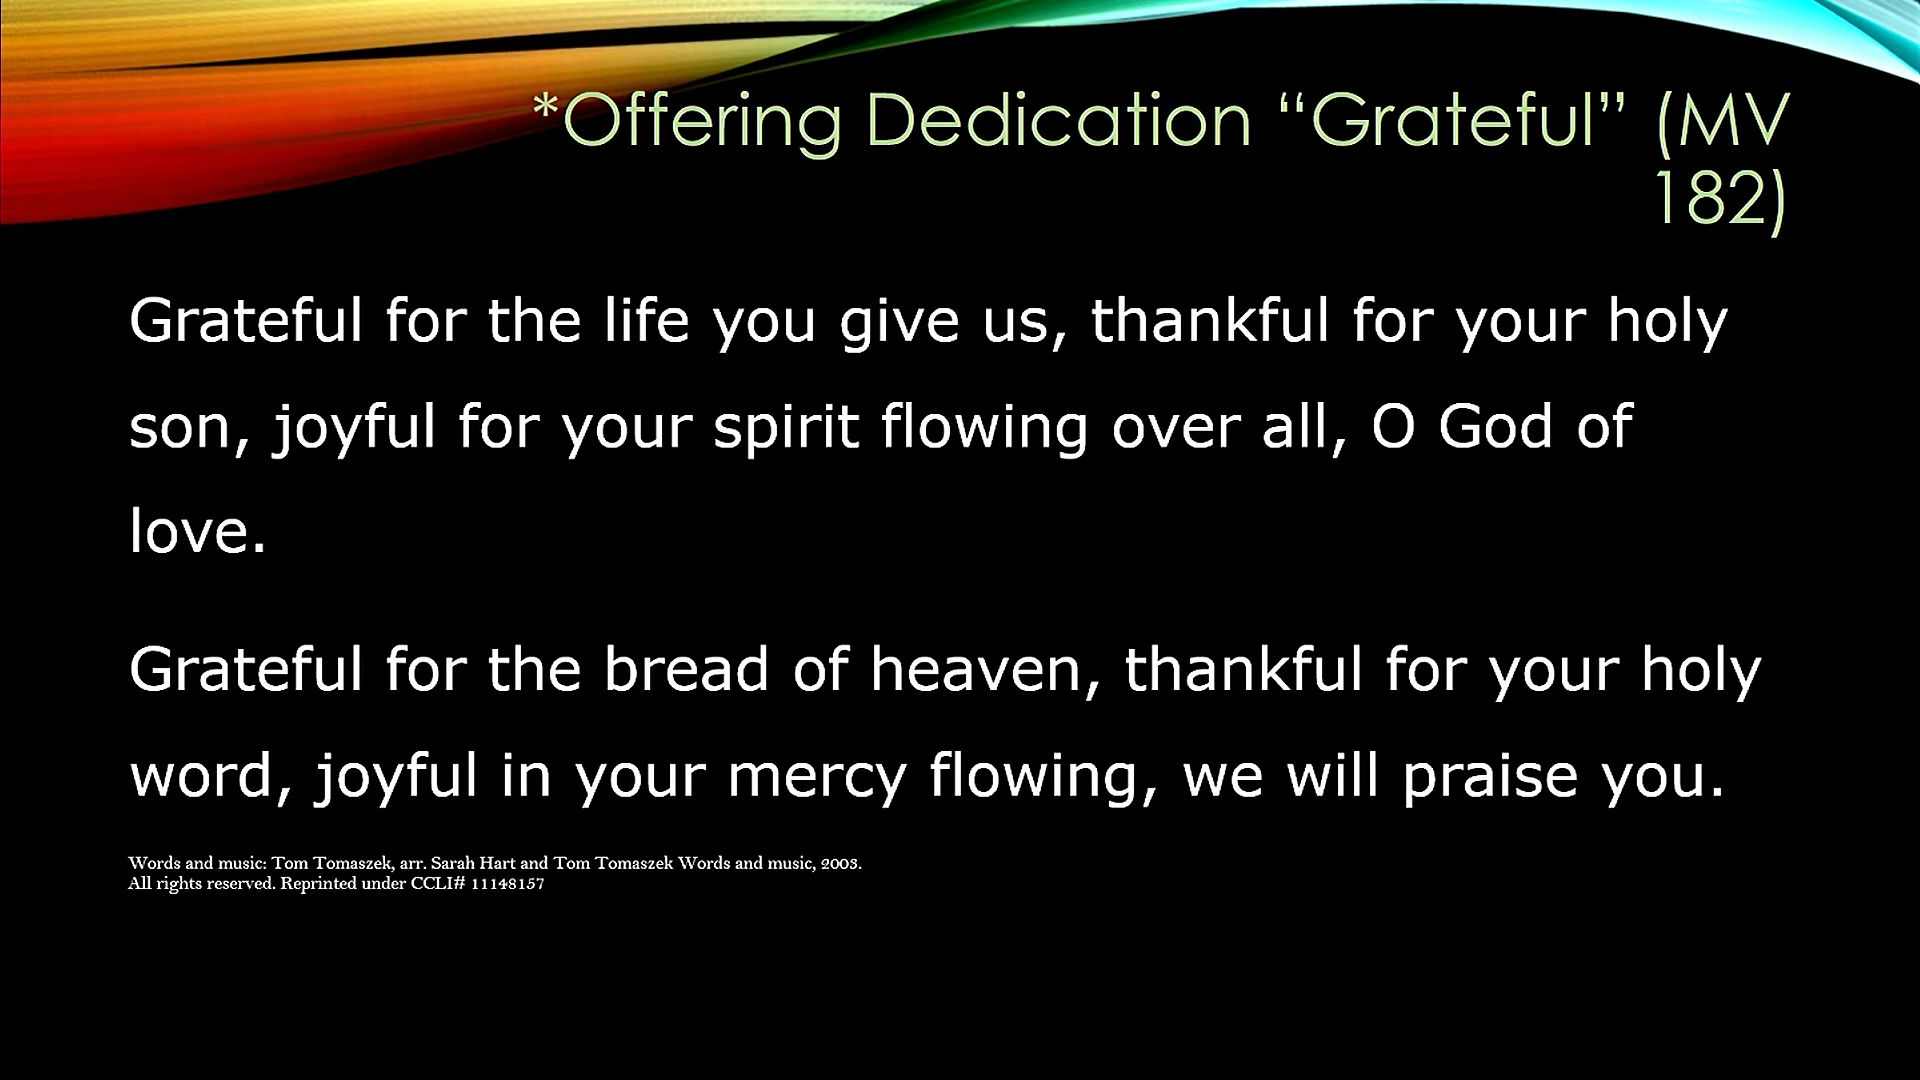 *Offering Dedication “Grateful” (MV
182)
Grateful for the life you give us, thankful for your holy
son, joyful for your spirit flowing over all, O God of
love.
Grateful for the bread of heaven, thankful for your holy
word, joyful in your mercy flowing, we will praise you.
Words and music: Tom Tomaszek, arr. Sarah Hart and Tom Tomaszek Words and music, 2003.
All rights reserved. Reprinted under CCLI# 11148157